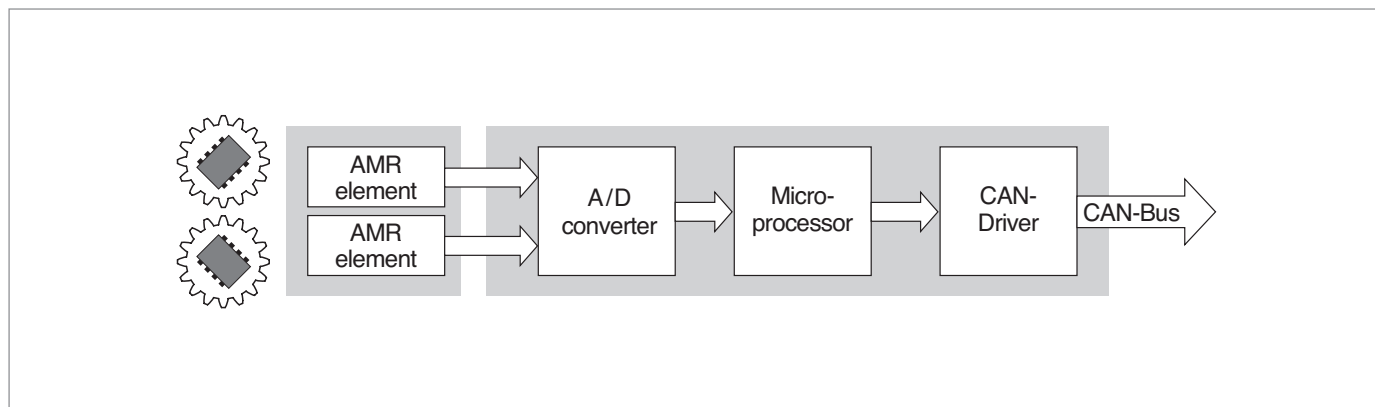 AMR
element
AMR
element
A/D
converter
Micro-
processor
CAN-
Driver
CAN-Bus